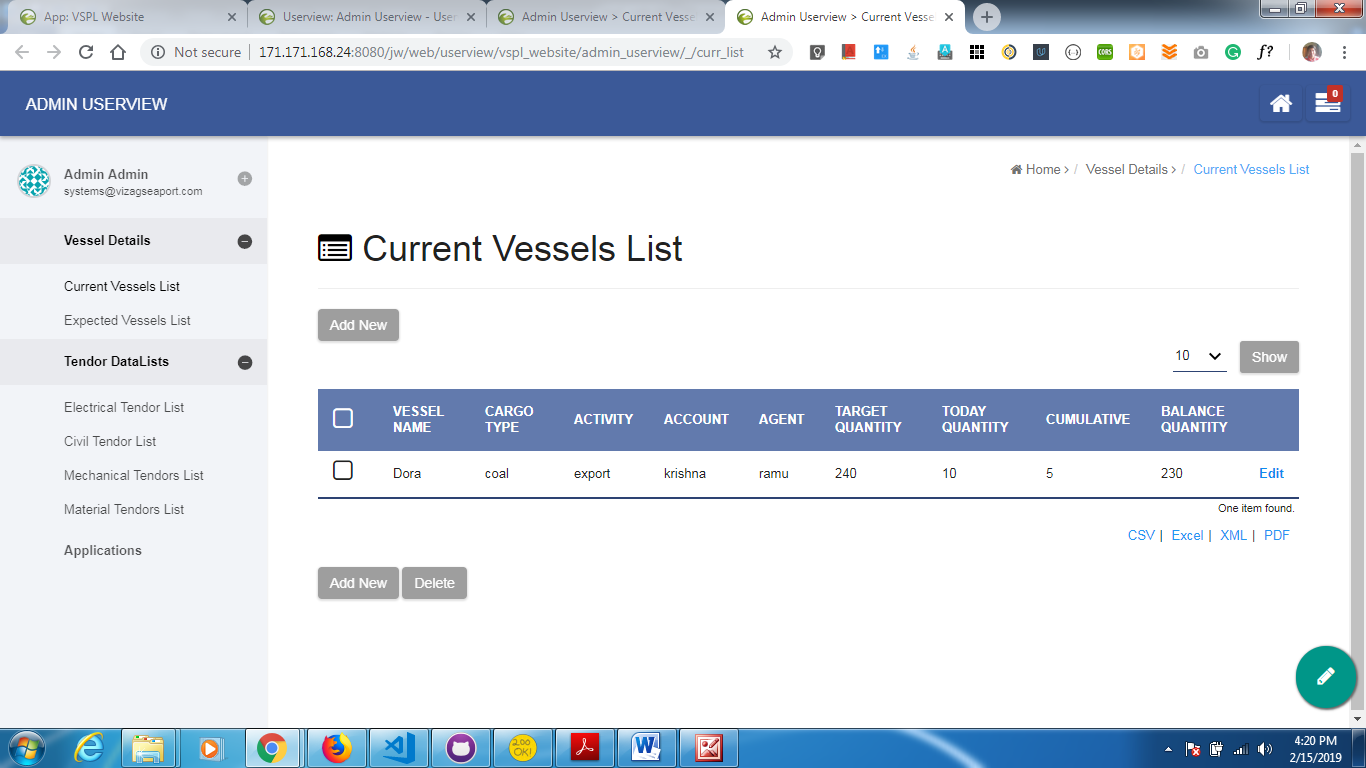 App: VSPL Website
Userview: Admin Userview - User
Admin Userview > Current Vesse
Admin Userview > Current Vesse
Not secure
171.171.168.24:8080/jw/web/userview/vspl_website/admin_userview/_/curr_list
CORS
f?
ADMIN USERVIEW
0
Admin Admin
systems@vizagseaport.com
Home > / Vessel Details > / Current Vessels List
Vessel Details
Current Vessels List
Expected Vessels List
Tendor DataLists
Electrical Tendor List
Civil Tendor List
Mechanical Tendors List
Material Tendors List
Applications
Current Vessels List
Add New
10
Show
VESSEL NAME CARGO TYPE ACTIVITY ACCOUNT AGENT TARGET QUANTITY TODAY QUANTITY CUMULATIVE BALANCE QUANTITY
Dora coal export krishna ramu 240 10 5 230 Edit
One item found.
CSV | Excel | XML | PDF
Add New Delete
2.00 OK!
4:20 PM
2/15/2019